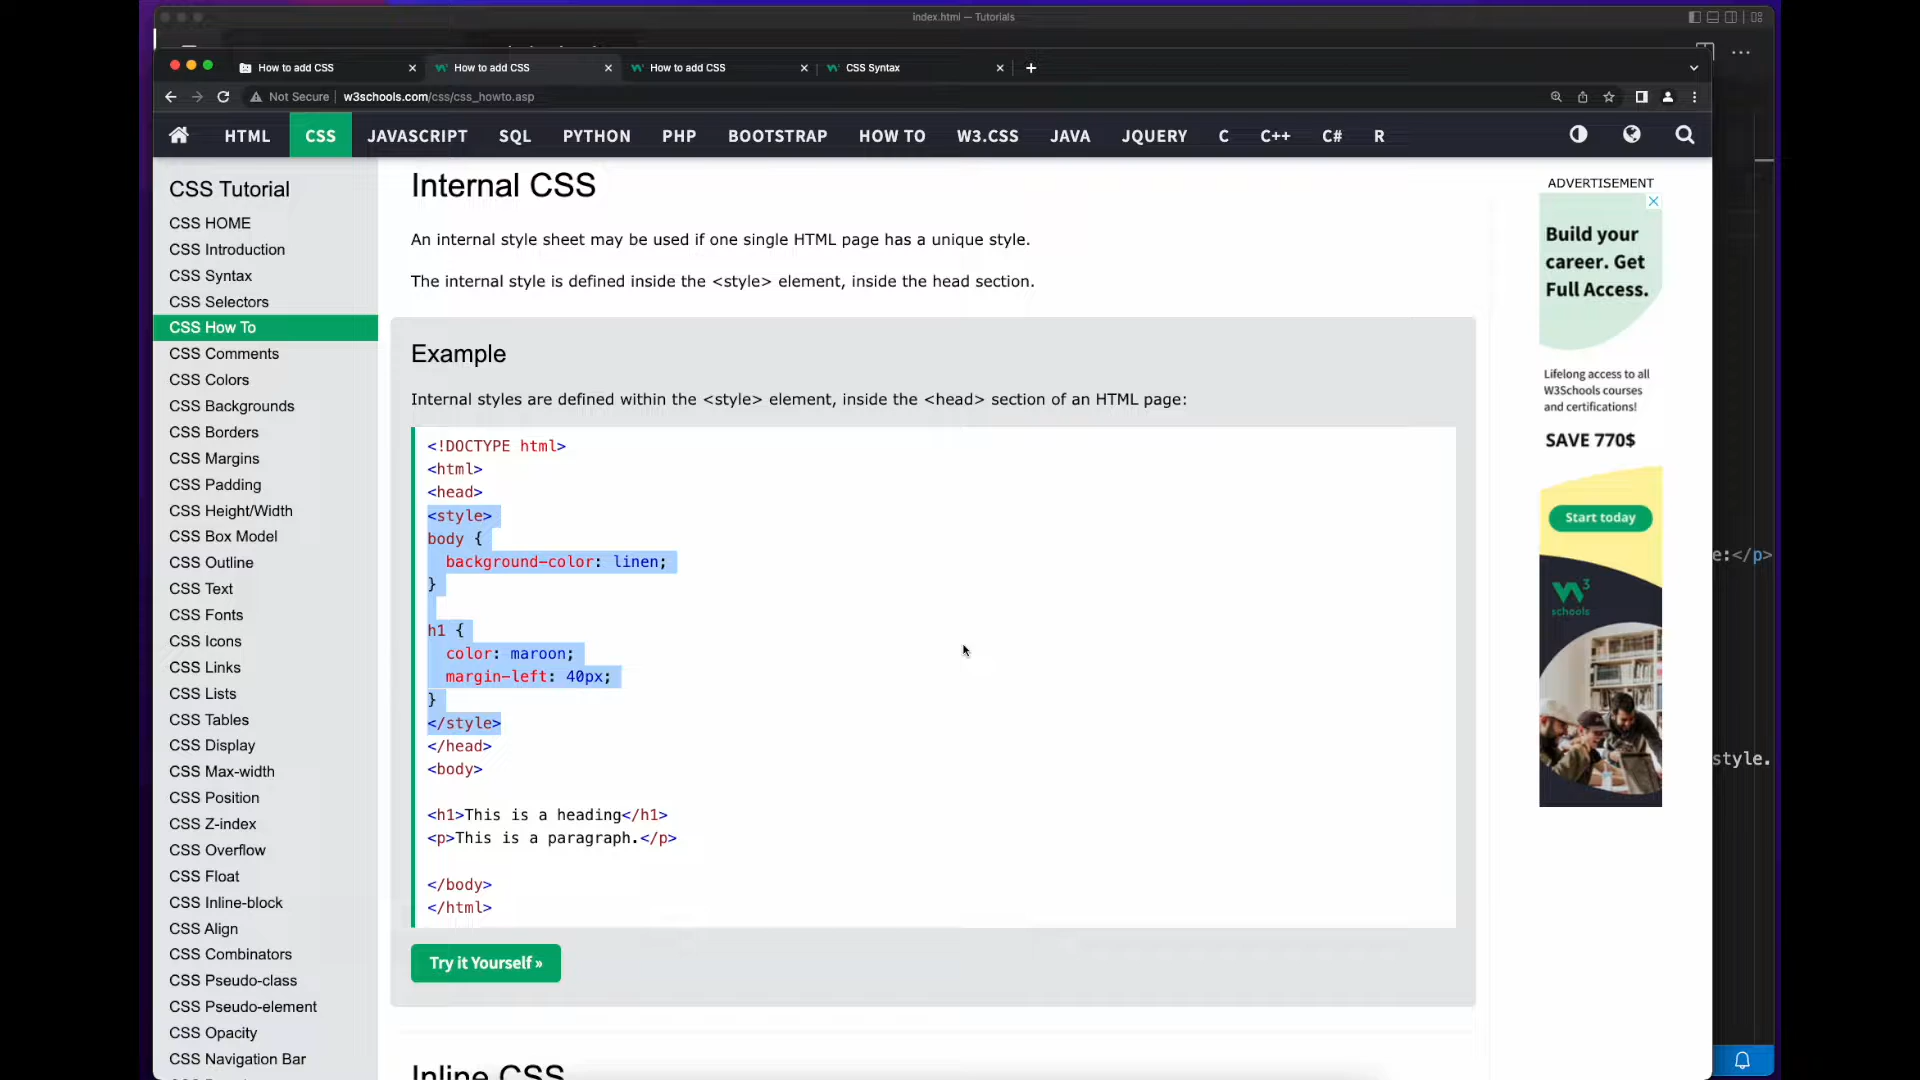 index.html — Tutorials
How to add CSS
How to add CSS
How to add CSS
CSS Syntax
Not Secure
w3schools.com/css/css_howto.asp
HTML
CSS
JAVASCRIPT
SQL
PYTHON
PHP
BOOTSTRAP
HOW TO
W3.CSS
JAVA
JQUERY
C
C++
C#
R
CSS Tutorial
CSS HOME
CSS Introduction
CSS Syntax
CSS Selectors
CSS How To
CSS Comments
CSS Colors
CSS Backgrounds
CSS Borders
CSS Margins
CSS Padding
CSS Height/Width
CSS Box Model
CSS Outline
CSS Text
CSS Fonts
CSS Icons
CSS Links
CSS Lists
CSS Tables
CSS Display
CSS Max-width
CSS Position
CSS Z-index
CSS Overflow
CSS Float
CSS Inline-block
CSS Align
CSS Combinators
CSS Pseudo-class
CSS Pseudo-element
CSS Opacity
CSS Navigation Bar
Internal CSS
An internal style sheet may be used if one single HTML page has a unique style.
The internal style is defined inside the <style> element, inside the head section.
Example
Internal styles are defined within the <style> element, inside the <head> section of an HTML page:
<!DOCTYPE html>
<html>
<head>
<style>
body {
  background-color: linen;
}

h1 {
  color: maroon;
  margin-left: 40px;
}
</style>
</head>
<body>

<h1>This is a heading</h1>
<p>This is a paragraph.</p>

</body>
</html>
Try it Yourself »
Inline CSS
ADVERTISEMENT
Build your
career. Get
Full Access.
Lifelong access to all
W3Schools courses
and certifications!
SAVE 770$
Start today
W3
schools
e:</p>
style.